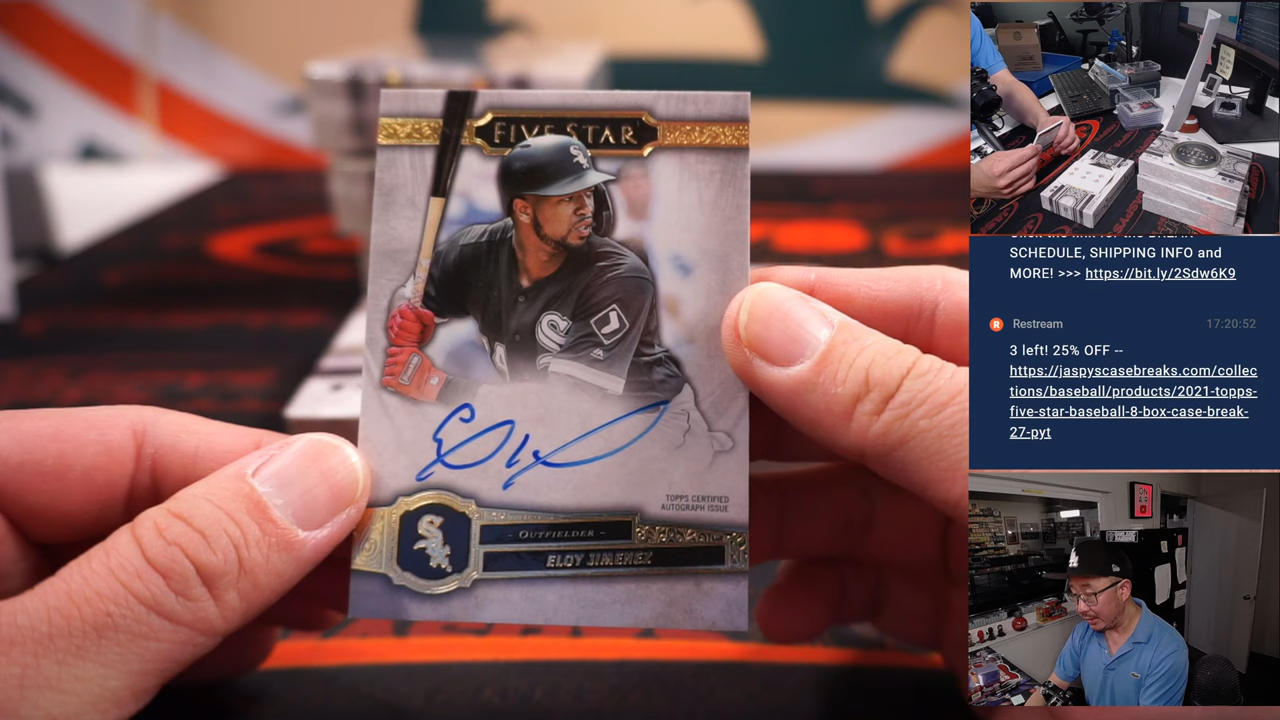 FIVE STAR
TOPPS CERTIFIED
AUTOGRAPH ISSUE
- OUTFIELDER -
ELOY JIMENEZ
SCHEDULE, SHIPPING INFO and
MORE! >>> https://bit.ly/2Sdw6K9
R Restream 17:20:52
3 left! 25% OFF --
https://jaspyscasebreaks.com/collec
tions/baseball/products/2021-topps-
five-star-baseball-8-box-case-break-
27-pyt
ON
AIR